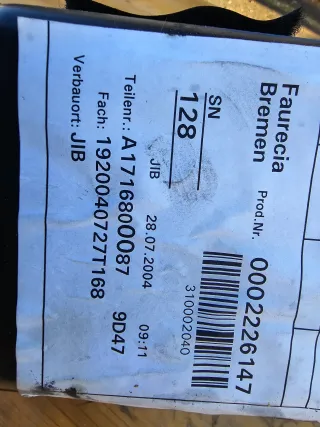 Faurecia
Bremen
Prod.Nr. 0002226147
310002040
SN
128
JIB 28.07.2004 09:11
Teilenr.: A1716800087
Fach: 1920040727T168 9D47
Verbauort: JIB